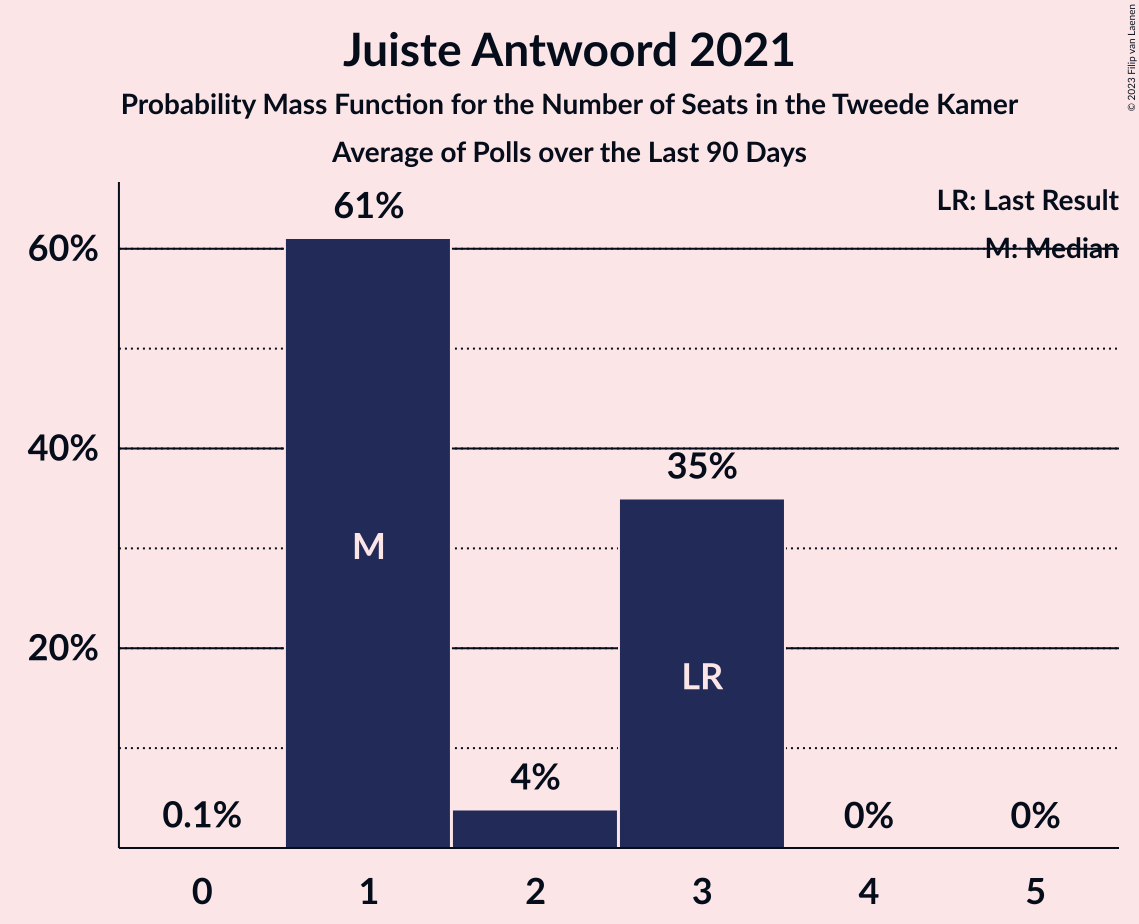 Juiste Antwoord 2021
Probability Mass Function for the Number of Seats in the Tweede Kamer
Average of Polls over the Last 90 Days
© 2023 Filip van Laenen
LR: Last Result
M: Median
60%
40%
20%
0.1%
61%
4%
35%
0%
0%
M
LR
0 1 2 3 4 5